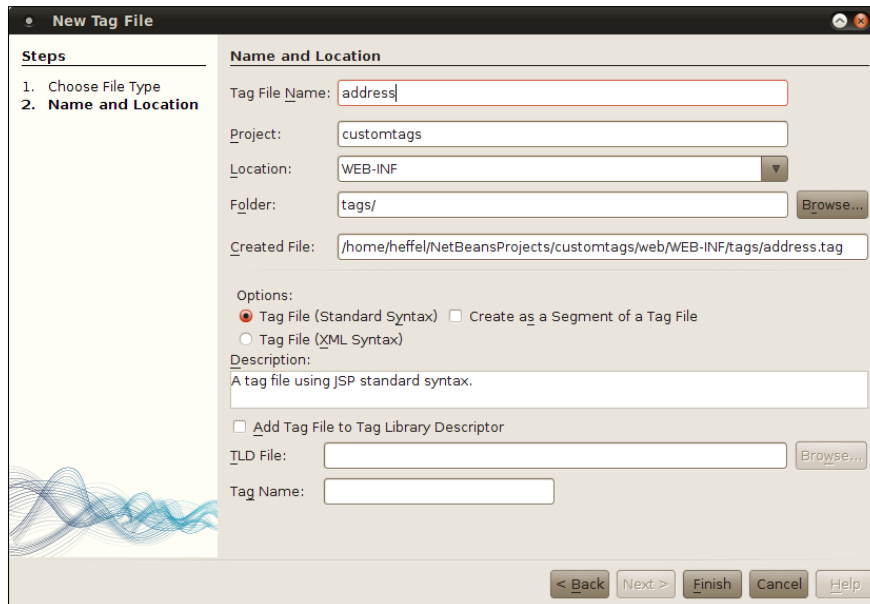 New Tag File
Steps
1. Choose File Type
2. Name and Location
Name and Location
Tag File Name: address
Project: customtags
Location: WEB-INF
Folder: tags/ Browse...
Created File: /home/heffel/NetBeansProjects/customtags/web/WEB-INF/tags/address.tag
Options:
Tag File (Standard Syntax) Create as a Segment of a Tag File
Tag File (XML Syntax)
Description:
A tag file using JSP standard syntax.
Add Tag File to Tag Library Descriptor
TLD File: Browse...
Tag Name:
< Back Next > Finish Cancel Help